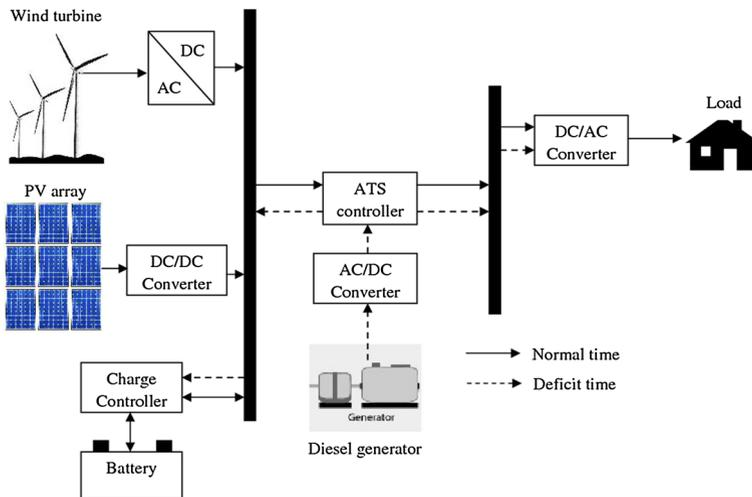 Wind turbine
DC
AC
PV array
DC/DC
Converter
Charge
Controller
Battery
ATS
controller
AC/DC
Converter
Generator
Diesel generator
DC/AC
Converter
Load
Normal time
Deficit time